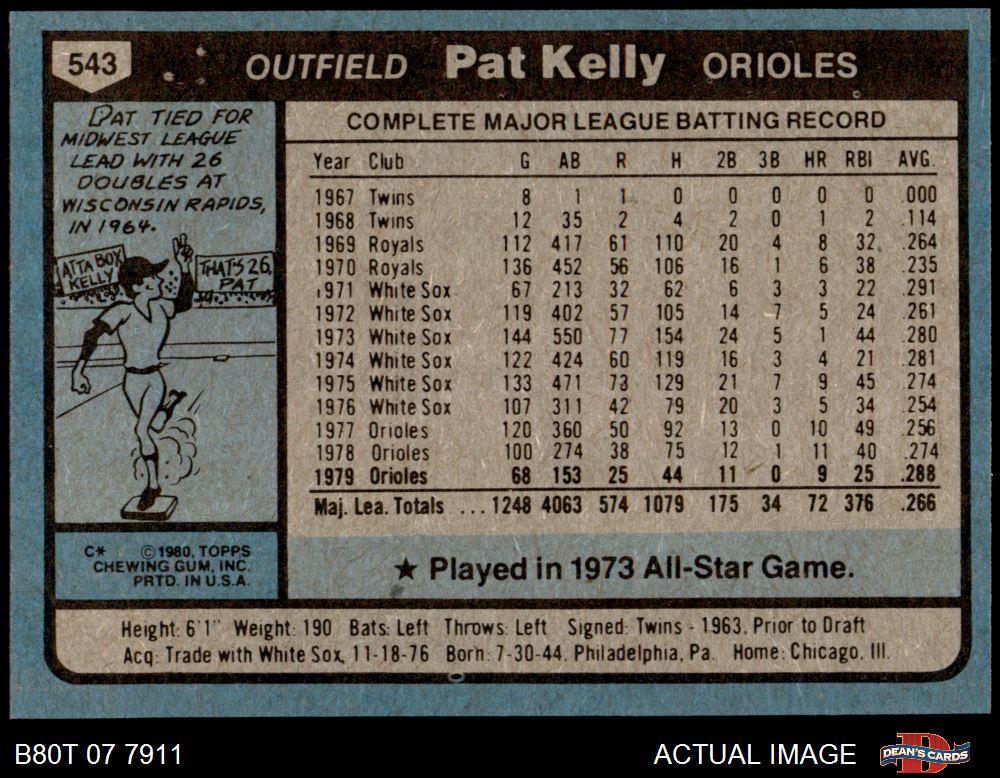 543 OUTFIELD Pat Kelly ORIOLES
PAT TIED FOR
MIDWEST LEAGUE
LEAD WITH 26
DOUBLES AT
WISCONSIN RAPIDS,
IN 1964.
ATTA BOY
KELLY
THAT'S 26,
PAT
C* © 1980, TOPPS
CHEWING GUM, INC.
PRTD. IN U.S.A.
COMPLETE MAJOR LEAGUE BATTING RECORD
Year Club G AB R H 2B 3B HR RBI AVG.
1967 Twins 8 1 1 0 0 0 0 0 .000
1968 Twins 12 35 2 4 2 0 1 2 .114
1969 Royals 112 417 61 110 20 4 8 32 .264
1970 Royals 136 452 56 106 16 1 6 38 .235
1971 White Sox 67 213 32 62 6 3 3 22 .291
1972 White Sox 119 402 57 105 14 7 5 24 .261
1973 White Sox 144 550 77 154 24 5 1 44 .280
1974 White Sox 122 424 60 119 16 3 4 21 .281
1975 White Sox 133 471 73 129 21 7 9 45 .274
1976 White Sox 107 311 42 79 20 3 5 34 .254
1977 Orioles 120 360 50 92 13 0 10 49 .256
1978 Orioles 100 274 38 75 12 1 11 40 .274
1979 Orioles 68 153 25 44 11 0 9 25 .288
Maj. Lea. Totals ... 1248 4063 574 1079 175 34 72 376 .266
★ Played in 1973 All-Star Game.
Height: 6'1" Weight: 190 Bats: Left Throws: Left Signed: Twins - 1963, Prior to Draft
Acq: Trade with White Sox, 11-18-76 Born: 7-30-44, Philadelphia, Pa. Home: Chicago, Ill.
B80T 07 7911 ACTUAL IMAGE DEAN'S CARDS